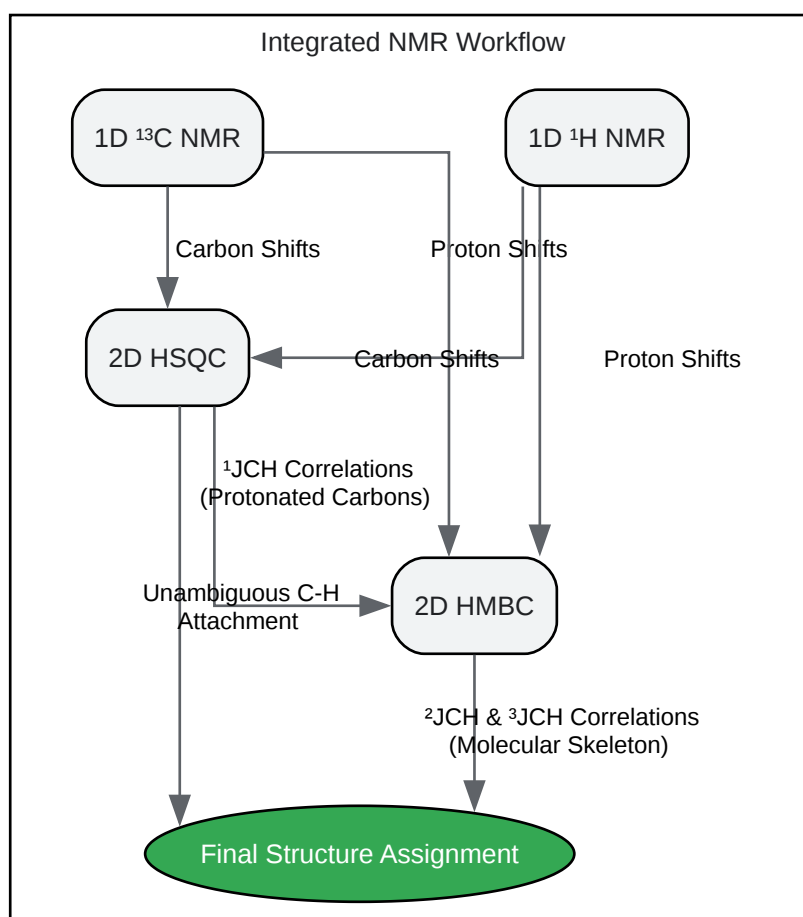 Integrated NMR Workflow
1D ¹³C NMR
1D ¹H NMR
Carbon Shifts
Proton Shifts
2D HSQC
Carbon Shifts
Proton Shifts
¹JCH Correlations
(Protonated Carbons)
Unambiguous C-H
Attachment
2D HMBC
²JCH & ³JCH Correlations
(Molecular Skeleton)
Final Structure Assignment